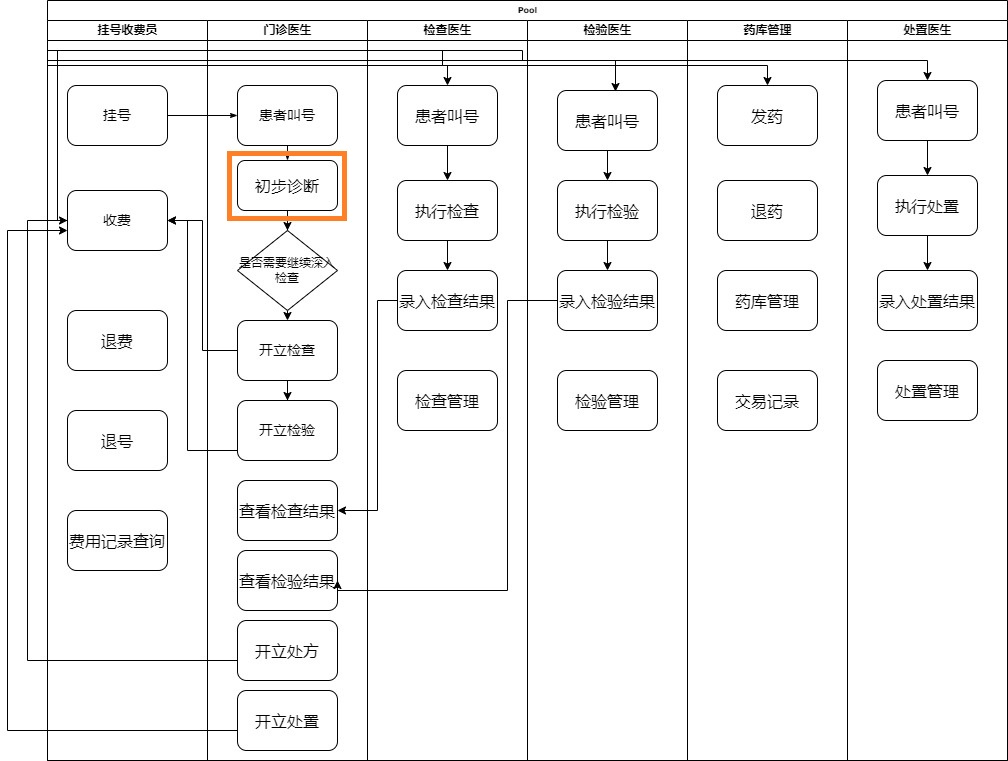 Pool
挂号收费员
门诊医生
检查医生
检验医生
药库管理
处置医生
挂号
收费
退费
退号
费用记录查询
患者叫号
初步诊断
是否需要继续深入
检查
开立检查
开立检验
查看检查结果
查看检验结果
开立处方
开立处置
患者叫号
执行检查
录入检查结果
检查管理
患者叫号
执行检验
录入检验结果
检验管理
发药
退药
药库管理
交易记录
患者叫号
执行处置
录入处置结果
处置管理